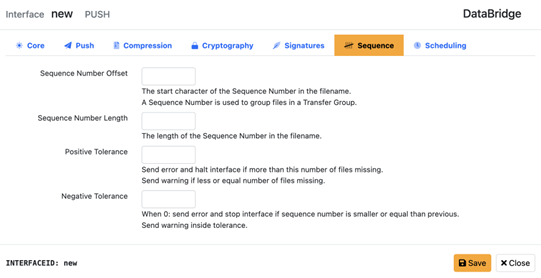 Interface new PUSH DataBridge
Core Push Compression Cryptography Signatures Sequence Scheduling
Sequence Number Offset
The start character of the Sequence Number in the filename.
A Sequence Number is used to group files in a Transfer Group.
Sequence Number Length
The length of the Sequence Number in the filename.
Positive Tolerance
Send error and halt interface if more than this number of files missing.
Send warning if less or equal number of files missing.
Negative Tolerance
When 0: send error and stop interface if sequence number is smaller or equal than previous.
Send warning inside tolerance.
INTERFACEID: new Save Close